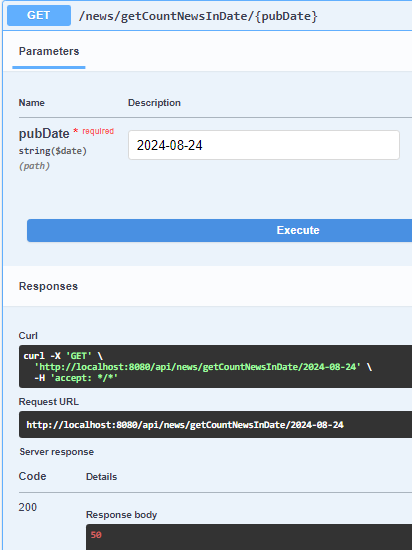 GET /news/getCountNewsInDate/{pubDate}
Parameters
Name Description
pubDate * required
string($date)
(path)
2024-08-24
Execute
Responses
Curl
curl -X 'GET' \
'http://localhost:8080/api/news/getCountNewsInDate/2024-08-24' \
-H 'accept: */*'
Request URL
http://localhost:8080/api/news/getCountNewsInDate/2024-08-24
Server response
Code Details
200
Response body
50